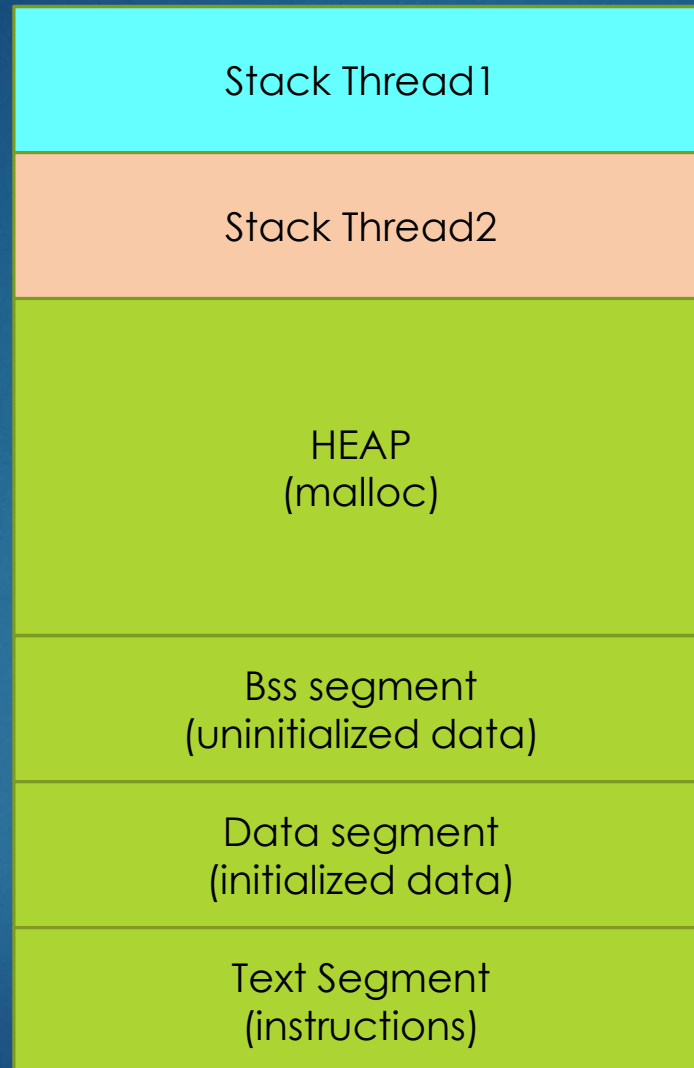 Stack Thread1
Stack Thread2
HEAP
(malloc)
Bss segment
(uninitialized data)
Data segment
(initialized data)
Text Segment
(instructions)